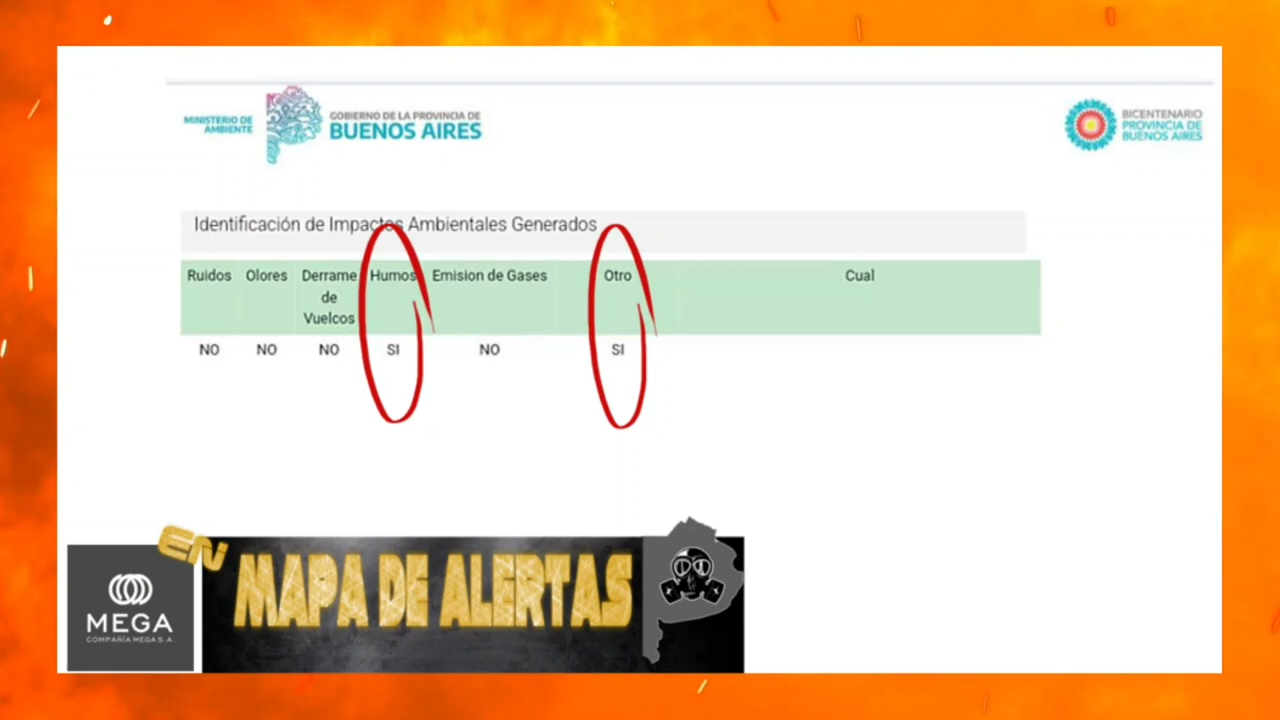 MINISTERIO DE
AMBIENTE
GOBIERNO DE LA PROVINCIA DE
BUENOS AIRES
BICENTENARIO
PROVINCIA DE
BUENOS AIRES
Identificación de Impactos Ambientales Generados
Ruidos Olores Derrame de Vuelcos Humos Emision de Gases Otro Cual
NO NO NO SI NO SI
EN
MAPA DE ALERTAS
MEGA
COMPAÑÍA MEGA S.A.